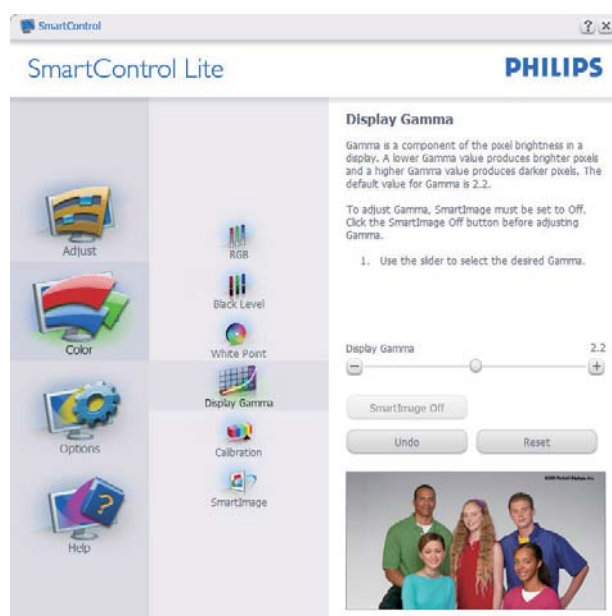 SmartControl
? x
SmartControl Lite
PHILIPS
Adjust
Color
Options
? 
Help
RGB
Black Level
White Point
Display Gamma
Calibration
SmartImage
Display Gamma
Gamma is a component of the pixel brightness in a
display. A lower Gamma value produces brighter pixels
and a higher Gamma value produces darker pixels. The
default value for Gamma is 2.2.
To adjust Gamma, SmartImage must be set to Off.
Click the SmartImage Off button before adjusting
Gamma.
1. Use the slider to select the desired Gamma.
Display Gamma 2.2
SmartImage Off
Undo Reset